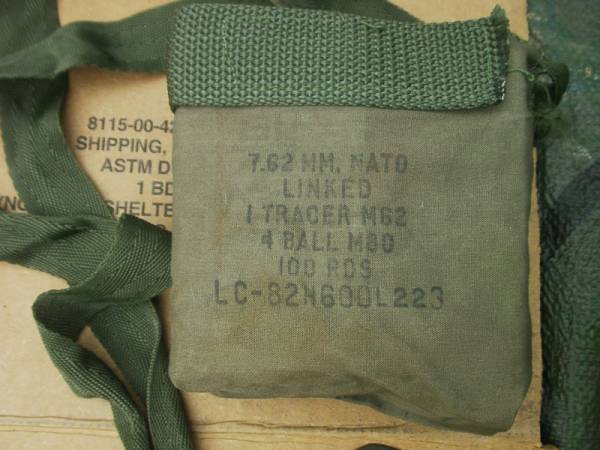 8115-00-42
SHIPPING,
ASTM D
1 BD
SHELTE
7.62 MM, NATO
LINKED
1 TRACER M62
4 BALL M80
100 RDS
LC-82H600L223